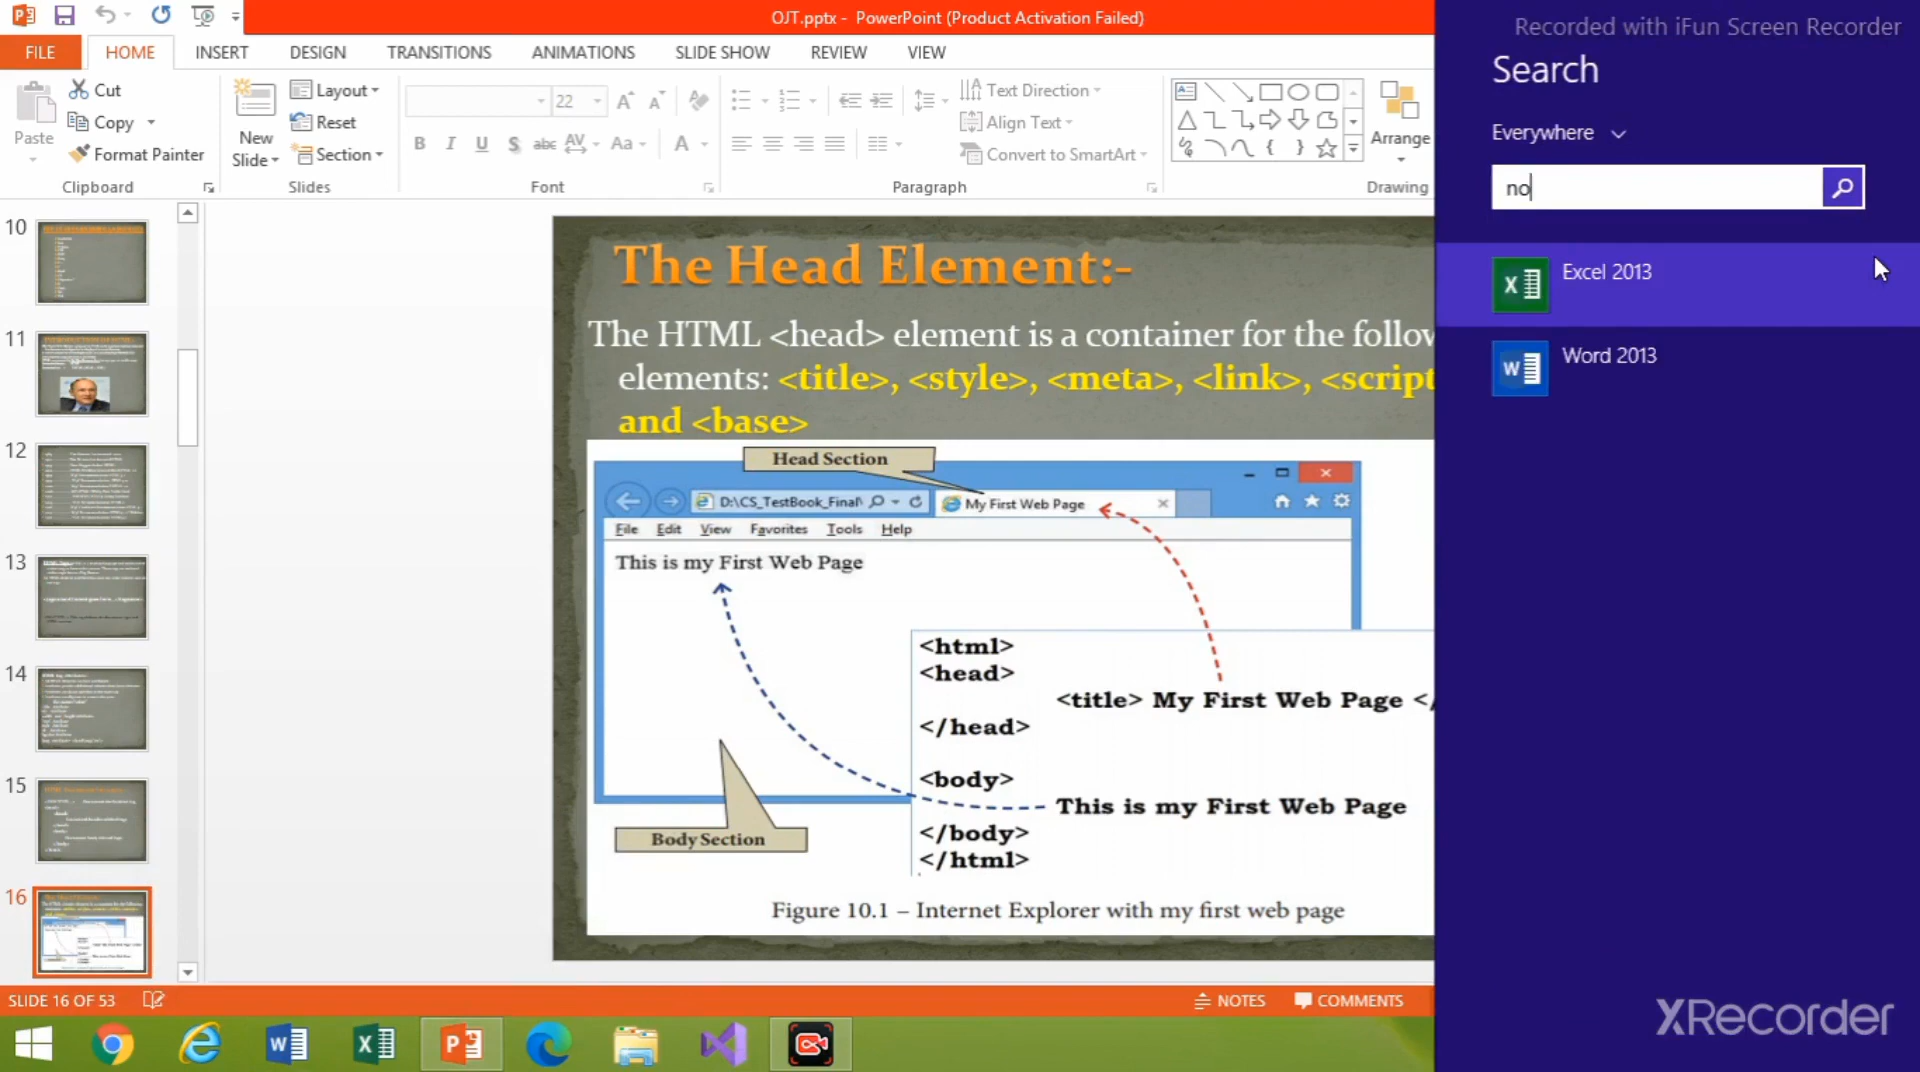 OJT.pptx - PowerPoint (Product Activation Failed)
Recorded with iFun Screen Recorder
FILE HOME INSERT DESIGN TRANSITIONS ANIMATIONS SLIDE SHOW REVIEW VIEW
Paste
Cut
Copy
Format Painter
Clipboard
New
Slide
Layout
Reset
Section
Slides
22
B I U S abc AV Aa A
Font
Text Direction
Align Text
Convert to SmartArt
Paragraph
Arrange
Drawing
10
11
12
13
14
15
16
The Head Element:-
The HTML <head> element is a container for the follow
elements: <title>, <style>, <meta>, <link>, <script
and <base>
Head Section
D:\CS_TestBook_Final\
My First Web Page
File Edit View Favorites Tools Help
This is my First Web Page
<html>
<head>
<title> My First Web Page </
</head>
<body>
This is my First Web Page
</body>
</html>
Body Section
Figure 10.1 – Internet Explorer with my first web page
Search
Everywhere
no
Excel 2013
Word 2013
SLIDE 16 OF 53
NOTES
COMMENTS
XRecorder